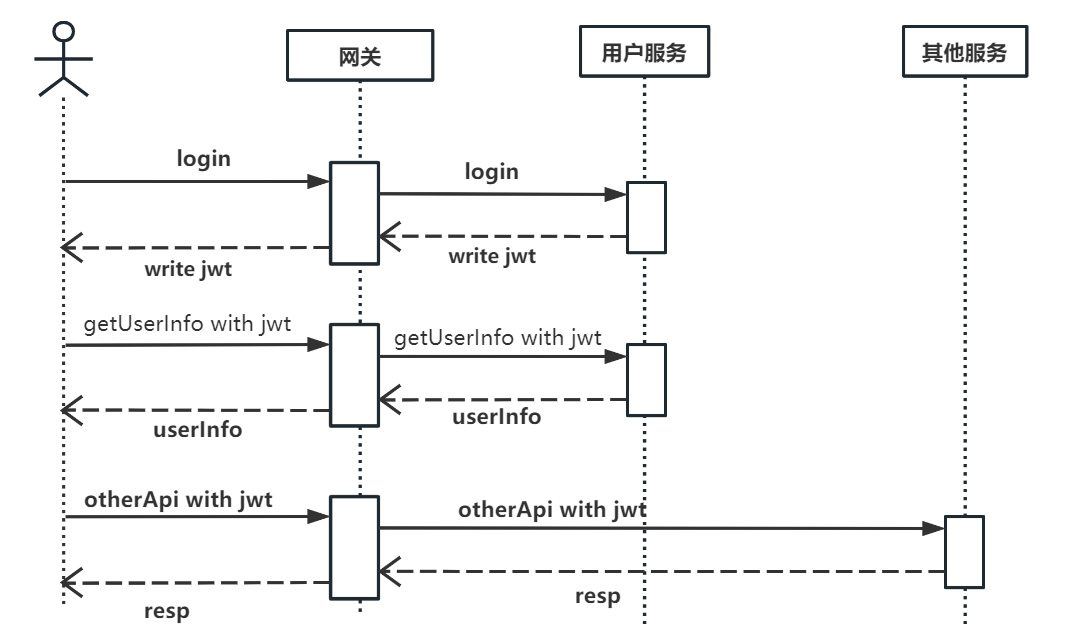 网关
用户服务
其他服务
login
login
write jwt
write jwt
getUserInfo with jwt
getUserInfo with jwt
userInfo
userInfo
otherApi with jwt
otherApi with jwt
resp
resp